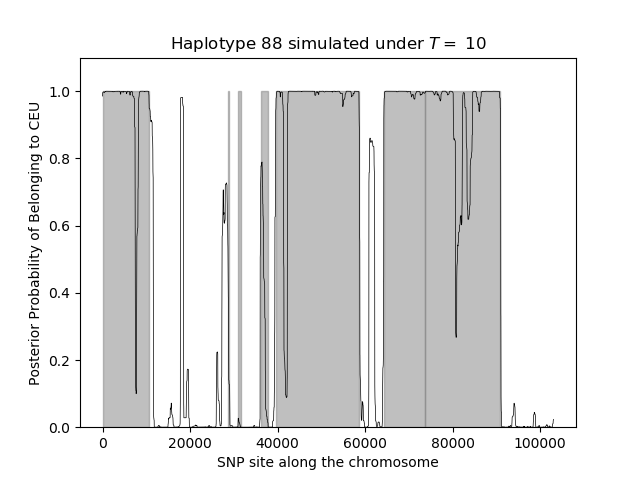 Haplotype 88 simulated under T = 10
Posterior Probability of Belonging to CEU
1.0
0.8
0.6
0.4
0.2
0.0
0 20000 40000 60000 80000 100000
SNP site along the chromosome